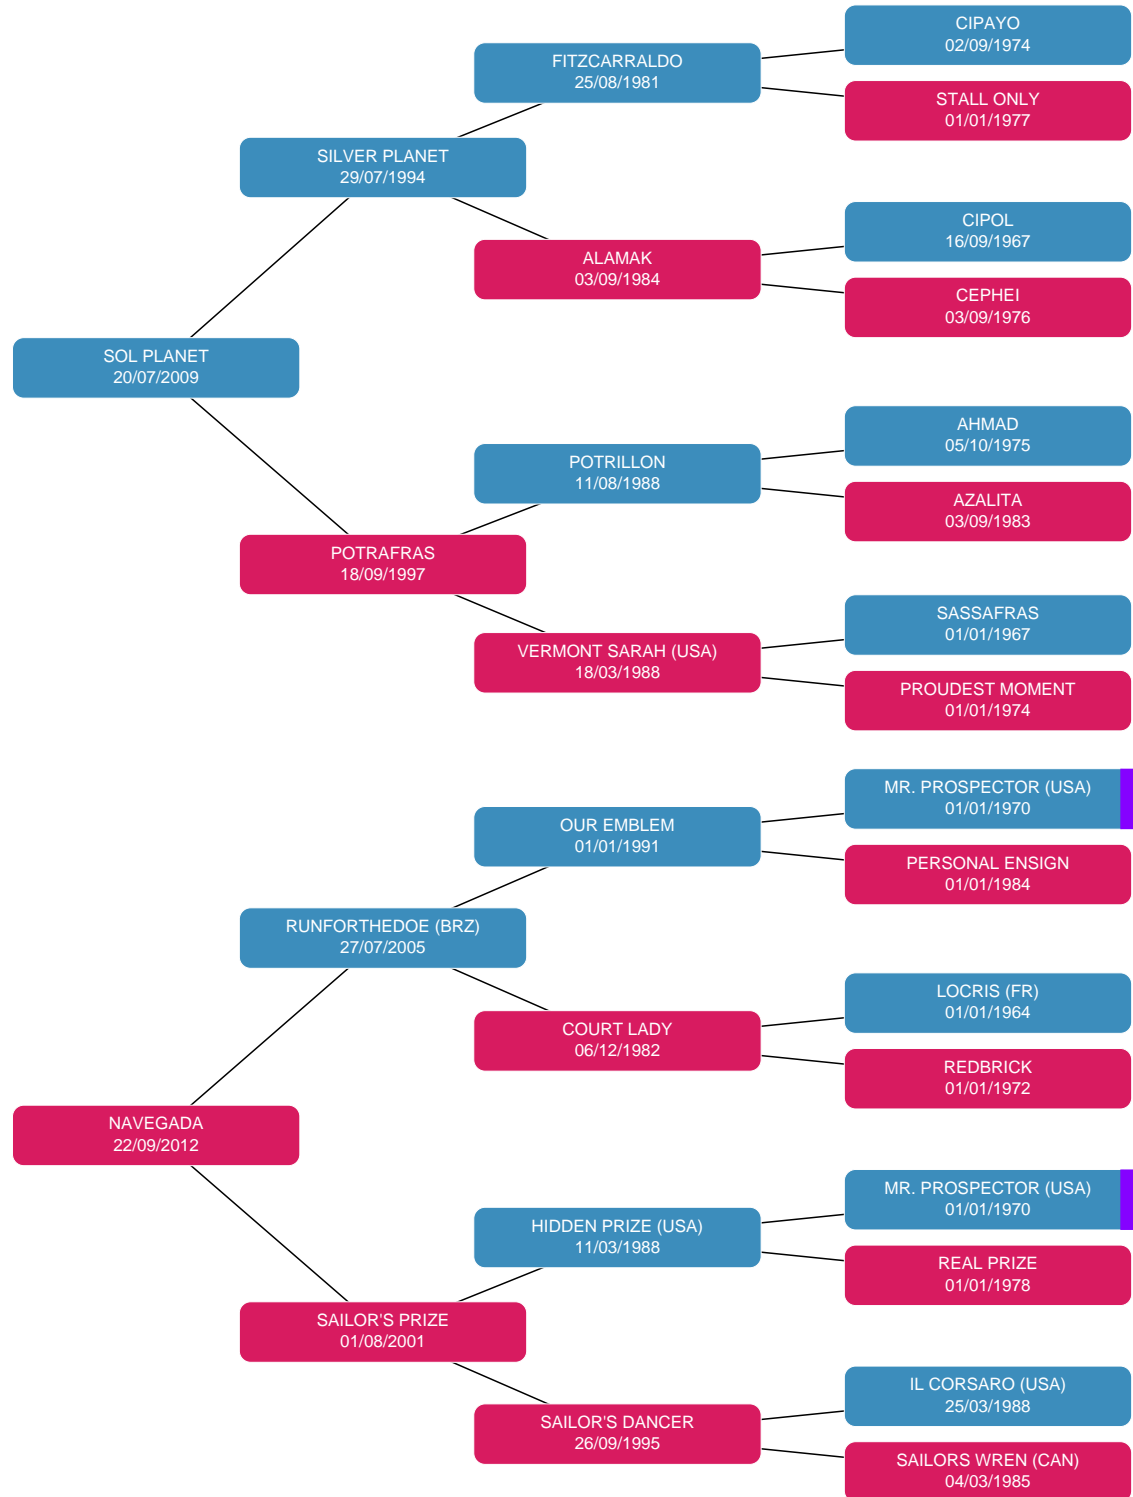 CIPAYO
02/09/1974
FITZCARRALDO
25/08/1981
STALL ONLY
01/01/1977
SILVER PLANET
29/07/1994
CIPOL
16/09/1967
ALAMAK
03/09/1984
CEPHEI
03/09/1976
SOL PLANET
20/07/2009
AHMAD
05/10/1975
POTRILLON
11/08/1988
AZALITA
03/09/1983
POTRAFRAS
18/09/1997
SASSAFRAS
01/01/1967
VERMONT SARAH (USA)
18/03/1988
PROUDEST MOMENT
01/01/1974
MR. PROSPECTOR (USA)
01/01/1970
OUR EMBLEM
01/01/1991
PERSONAL ENSIGN
01/01/1984
RUNFORTHEDOE (BRZ)
27/07/2005
LOCRIS (FR)
01/01/1964
COURT LADY
06/12/1982
REDBRICK
01/01/1972
NAVEGADA
22/09/2012
MR. PROSPECTOR (USA)
01/01/1970
HIDDEN PRIZE (USA)
11/03/1988
REAL PRIZE
01/01/1978
SAILOR'S PRIZE
01/08/2001
IL CORSARO (USA)
25/03/1988
SAILOR'S DANCER
26/09/1995
SAILORS WREN (CAN)
04/03/1985